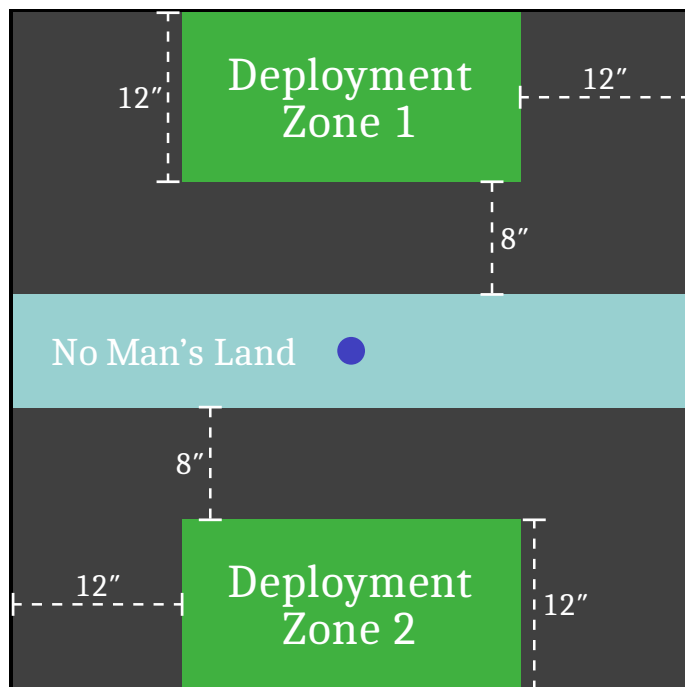 Deployment
Zone 1
12″
12″
8″
No Man’s Land
8″
12″
Deployment
Zone 2
12″